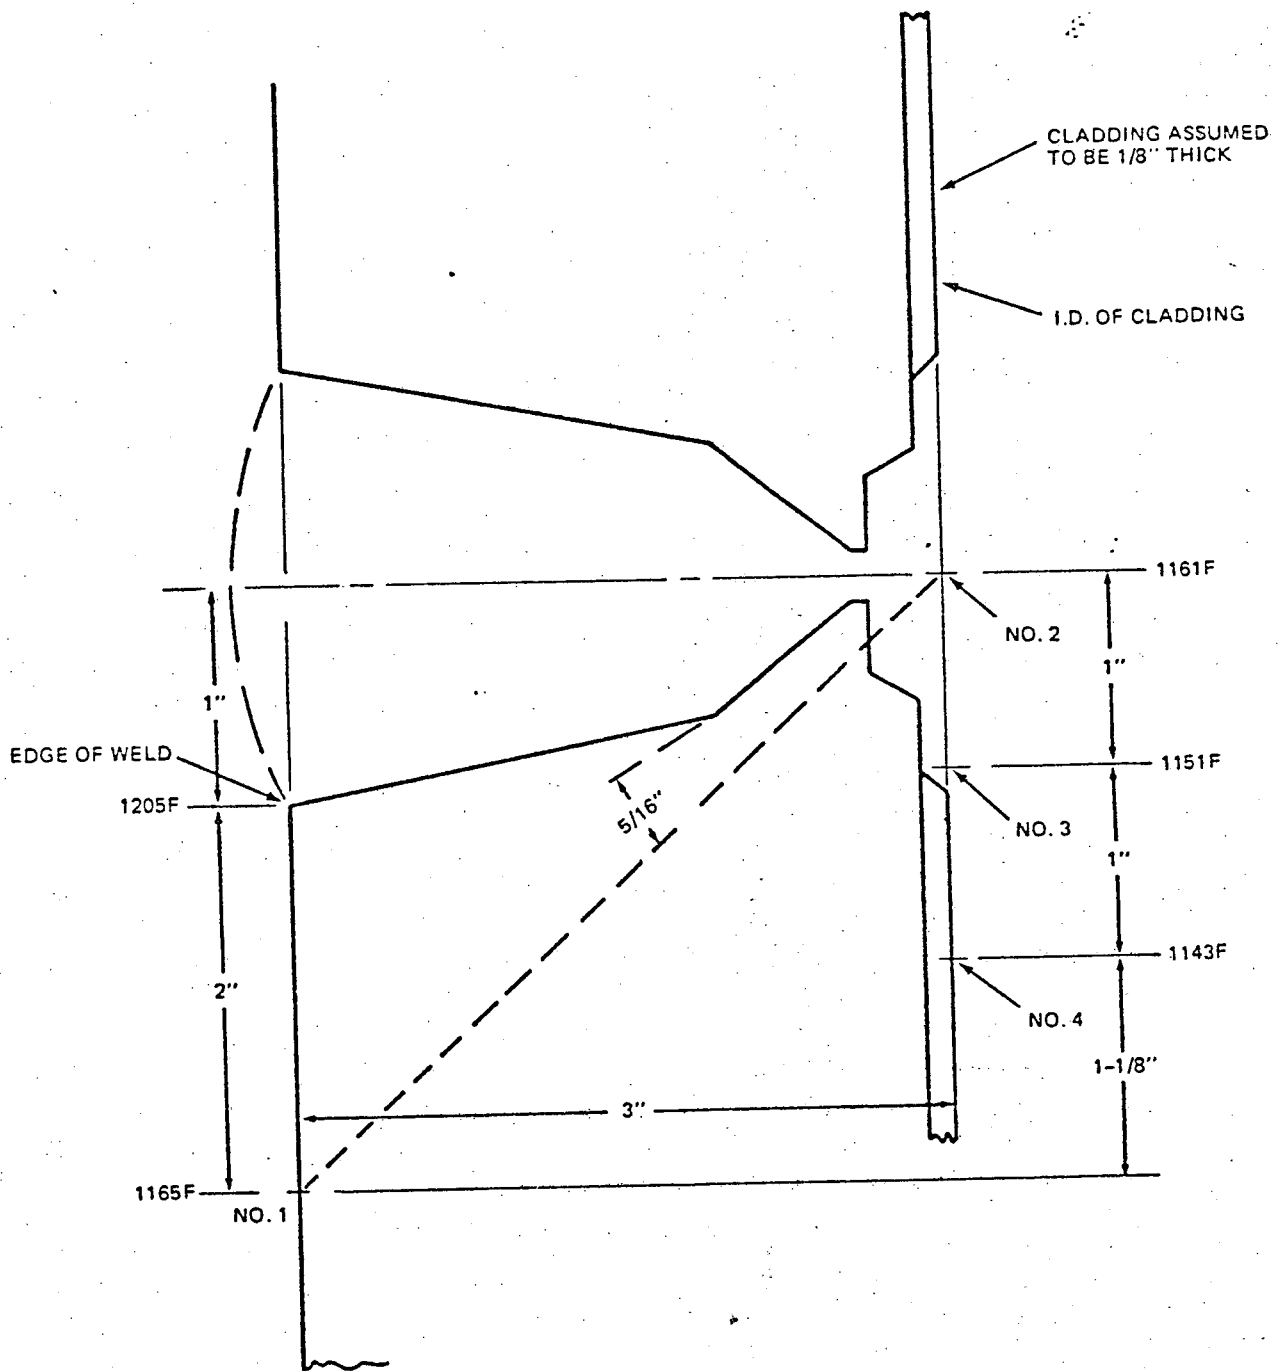 CLADDING ASSUMED
TO BE 1/8" THICK
I.D. OF CLADDING
1161F
NO. 2
1"
1"
EDGE OF WELD
1205F
1151F
5/16"
NO. 3
1"
1143F
2"
NO. 4
1-1/8"
3"
1165F
NO. 1